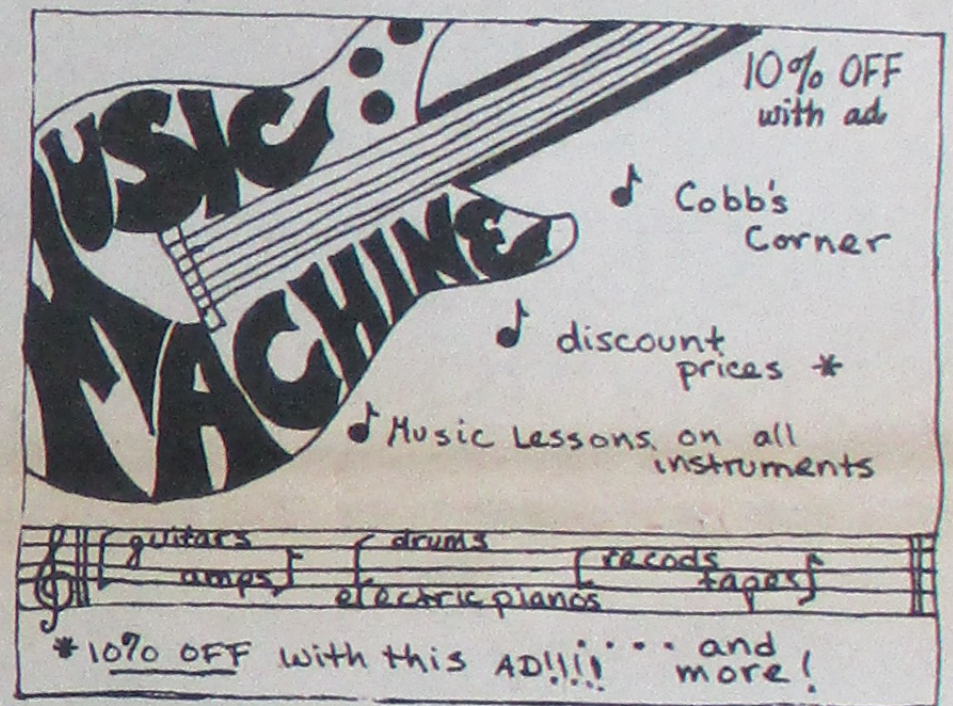 MUSIC
MACHINE
10% OFF
with ad
Cobb's
Corner
discount
prices *
Music Lessons on all
instruments
guitars
amps
drums
electric pianos
recods
tapes
*10% OFF with this AD!!!! .... and
more!